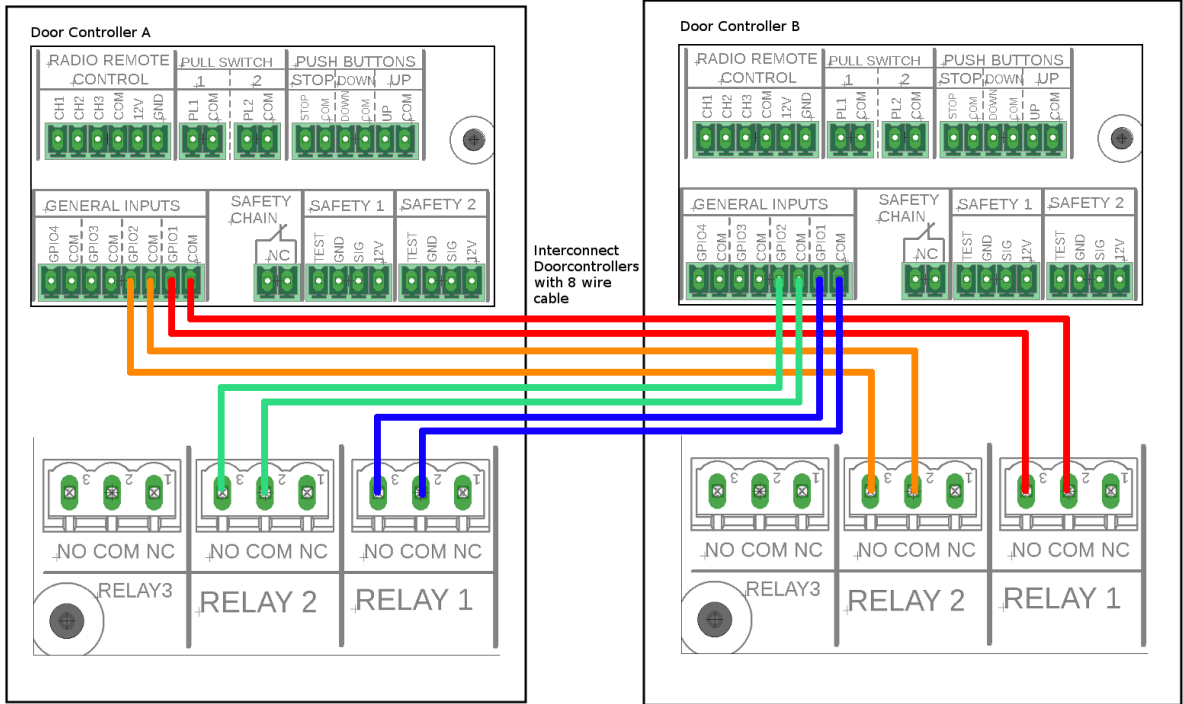 Door Controller A
RADIO REMOTE
CONTROL
PULL SWITCH
1 2
PUSH BUTTONS
STOP DOWN UP
CH1 CH2 CH3 COM 12V GND PL1 COM PL2 COM STOP COM DOWN COM UP COM
GENERAL INPUTS
SAFETY
CHAIN
SAFETY 1
SAFETY 2
GPIO4 COM GPIO3 COM GPIO2 COM GPIO1 COM NC TEST GND SIG 12V TEST GND SIG 12V
3 2 1 3 2 1 3 2 1
NO COM NC NO COM NC NO COM NC
RELAY3
RELAY 2
RELAY 1
Interconnect
Doorcontrollers
with 8 wire
cable
Door Controller B
RADIO REMOTE
CONTROL
PULL SWITCH
1 2
PUSH BUTTONS
STOP DOWN UP
CH1 CH2 CH3 COM 12V GND PL1 COM PL2 COM STOP COM DOWN COM UP COM
GENERAL INPUTS
SAFETY
CHAIN
SAFETY 1
SAFETY 2
GPIO4 COM GPIO3 COM GPIO2 COM GPIO1 COM NC TEST GND SIG 12V TEST GND SIG 12V
3 2 1 3 2 1 3 2 1
NO COM NC NO COM NC NO COM NC
RELAY3
RELAY 2
RELAY 1